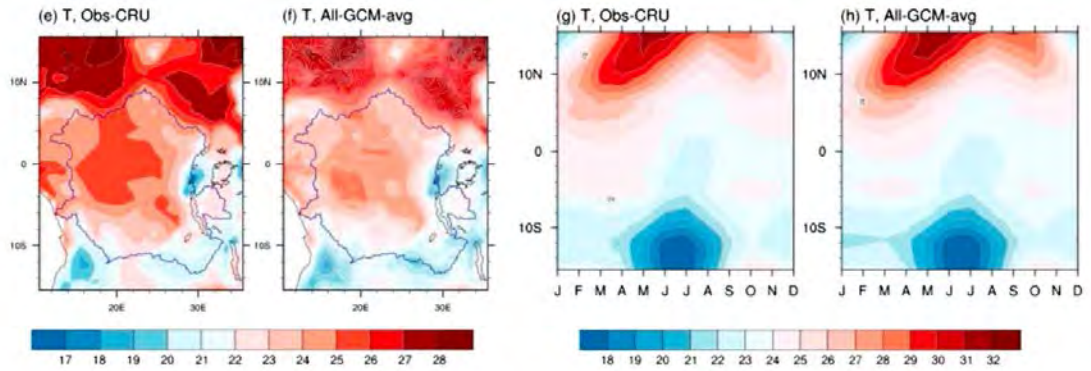 (e) T, Obs-CRU
(f) T, All-GCM-avg
(g) T, Obs-CRU
(h) T, All-GCM-avg
10N
0
10S
20E
30E
10N
0
10S
20E
30E
10N
0
10S
J F M A M J J A S O N D
10N
0
10S
J F M A M J J A S O N D
17 18 19 20 21 22 23 24 25 26 27 28
18 19 20 21 22 23 24 25 26 27 28 29 30 31 32